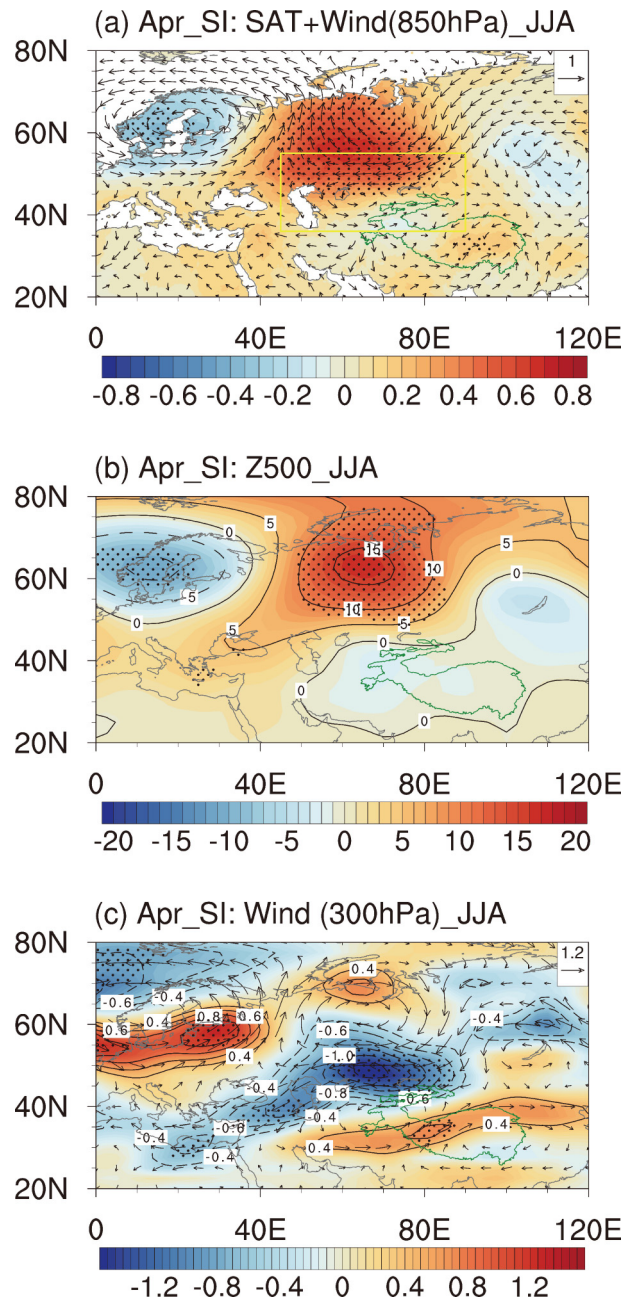 (a) Apr_SI: SAT+Wind(850hPa)_JJA
80N
1
60N
40N
20N
0 40E 80E 120E
-0.8 -0.6 -0.4 -0.2 0 0.2 0.4 0.6 0.8
(b) Apr_SI: Z500_JJA
80N
0 5 5
15
60N
-5 10 10
0 5 0
5 0
40N
0
0
20N
0 40E 80E 120E
-20 -15 -10 -5 0 5 10 15 20
(c) Apr_SI: Wind (300hPa)_JJA
80N
1.2
0.4
-0.6 -0.4
0.4 0.8 0.6 -0.6 -0.4
60N
0.6
0.4 -1.0
-0.4 -0.8 -0.6
40N
-0.4 -0.6 -0.4
-0.4 0.4 0.4
20N
0 40E 80E 120E
-1.2 -0.8 -0.4 0 0.4 0.8 1.2